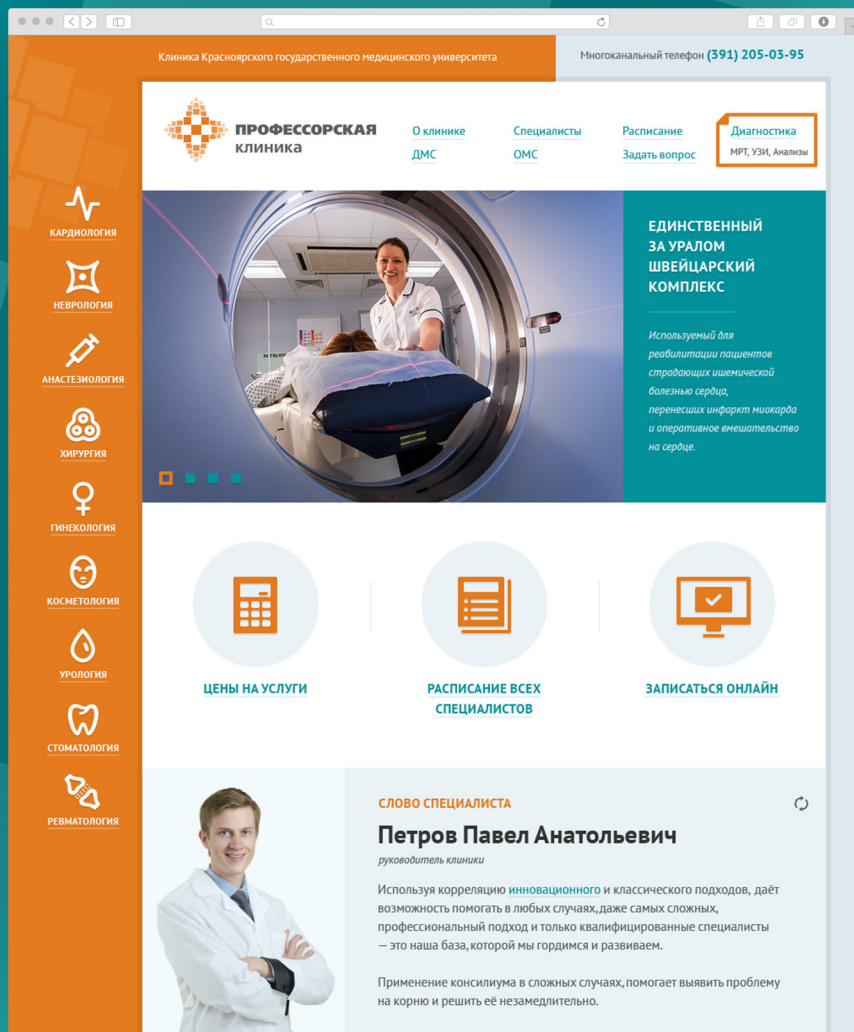 Клиника Красноярского государственного медицинского университета
Многоканальный телефон (391) 205-03-95
ПРОФЕССОРСКАЯ
КЛИНИКА
О клинике
Специалисты
Расписание
Диагностика
ДМС
ОМС
Задать вопрос
МРТ, УЗИ, Анализы
КАРДИОЛОГИЯ
НЕВРОЛОГИЯ
АНАСТЕЗИОЛОГИЯ
ХИРУРГИЯ
ГИНЕКОЛОГИЯ
КОСМЕТОЛОГИЯ
УРОЛОГИЯ
СТОМАТОЛОГИЯ
РЕВМАТОЛОГИЯ
ЕДИНСТВЕННЫЙ
ЗА УРАЛОМ
ШВЕЙЦАРСКИЙ
КОМПЛЕКС
Используемый для
реабилитации пациентов
страдающих ишемической
болезнью сердца,
перенесших инфаркт миокарда
и оперативное вмешательство
на сердце.
ЦЕНЫ НА УСЛУГИ
РАСПИСАНИЕ ВСЕХ
СПЕЦИАЛИСТОВ
ЗАПИСАТЬСЯ ОНЛАЙН
СЛОВО СПЕЦИАЛИСТА
Петров Павел Анатольевич
руководитель клиники
Используя корреляцию инновационного и классического подходов, даёт
возможность помогать в любых случаях,даже самых сложных,
профессиональный подход и только квалифицированные специалисты
— это наша база,которой мы гордимся и развиваем.
Применение консилиума в сложных случаях,помогает выявить проблему
на корню и решить её незамедлительно.